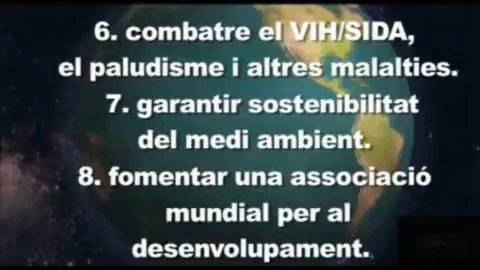 6. combatre el VIH/SIDA,
el paludisme i altres malalties.
7. garantir sostenibilitat
del medi ambient.
8. fomentar una associació
mundial per al
desenvolupament.